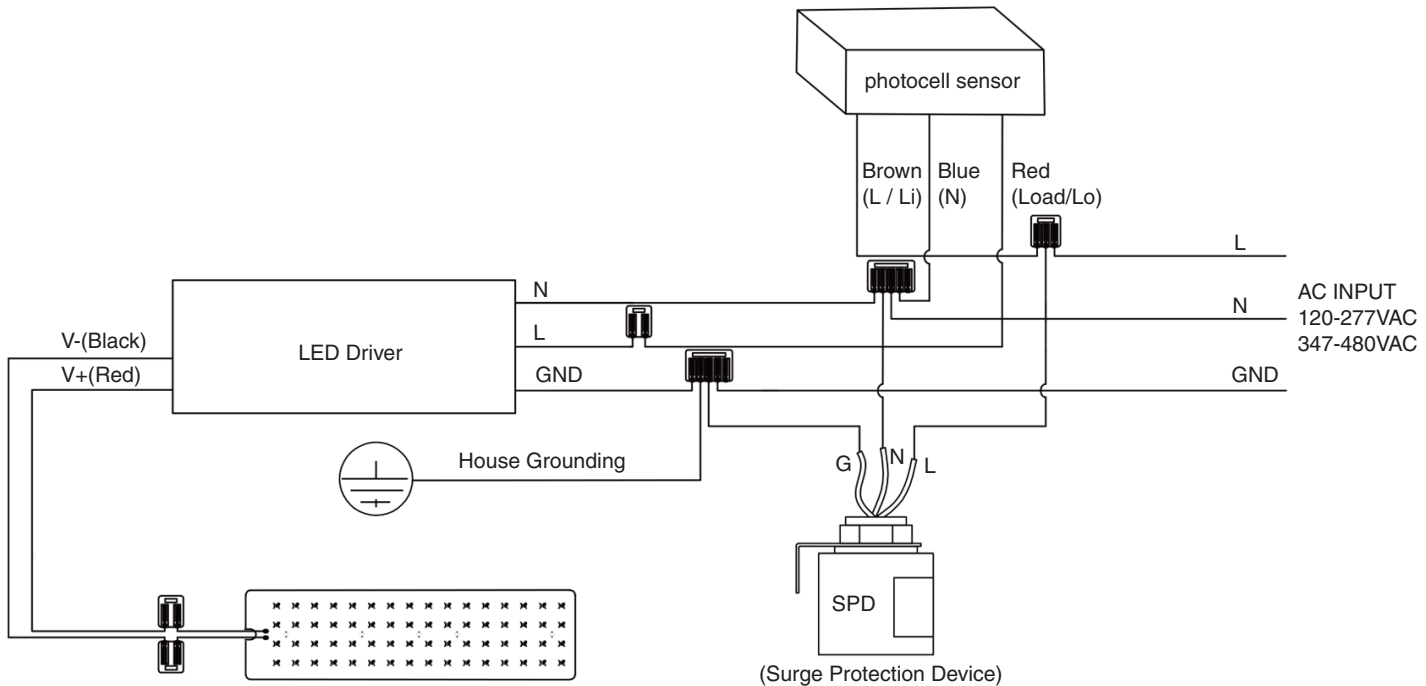 photocell sensor
Brown
(L / Li)
Blue
(N)
Red
(Load/Lo)
L
N
AC INPUT
120-277VAC
347-480VAC
N
L
GND
GND
V-(Black)
V+(Red)
LED Driver
House Grounding
G
N
L
SPD
(Surge Protection Device)